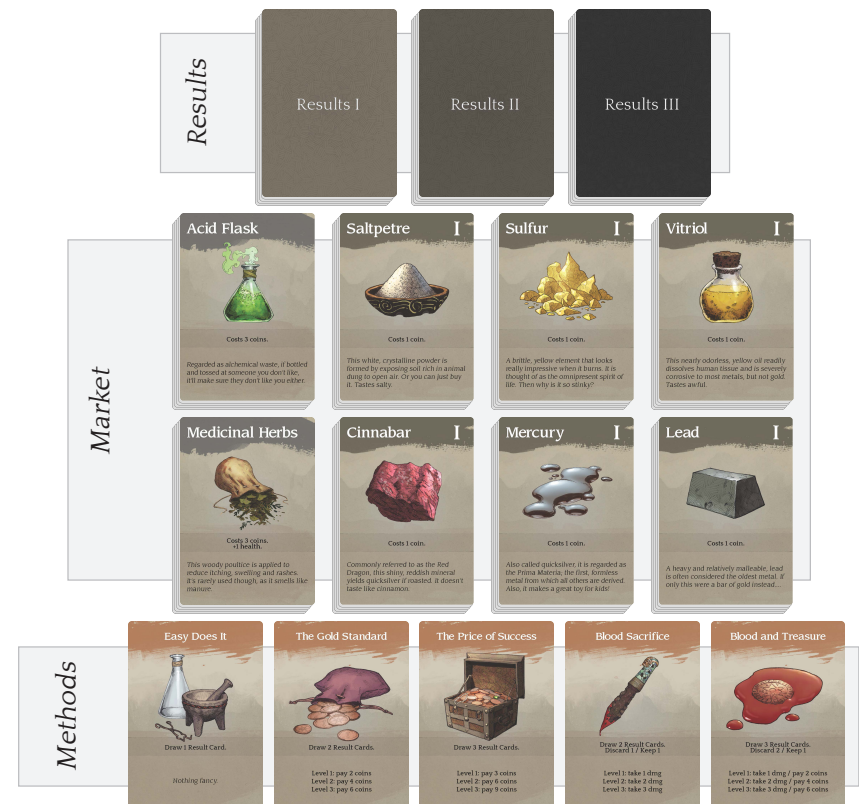 Results
Results I
Results II
Results III
Market
Acid Flask
Costs 3 coins.
Regarded as alchemical waste, if bottled
and tossed at someone you don't like,
it'll make sure they don't like you either.
Saltpetre I
Costs 1 coin.
This white, crystalline powder is
formed by exposing soil rich in animal
dung to open air. Or you can just buy
it. Tastes salty.
Sulfur I
Costs 1 coin.
A brittle, yellow element that looks
really impressive when it burns. It is
thought of as the omnipresent spirit of
life. Then why is it so stinky?
Vitriol I
Costs 1 coin.
This nearly odorless, yellow oil readily
dissolves human tissue and is severely
corrosive to most metals, but not gold.
Tastes awful.
Medicinal Herbs
Costs 3 coins.
+1 health.
This woody poultice is applied to
reduce itching, swelling and rashes.
It's rarely used though, as it smells like
manure.
Cinnabar I
Costs 1 coin.
Commonly referred to as the Red
Dragon, this shiny, reddish mineral
yields quicksilver if roasted. It doesn't
taste like cinnamon.
Mercury I
Costs 1 coin.
Also called quicksilver, it is regarded as
the Prima Materia; the first, formless
metal from which all others are derived.
Also, it makes a great toy for kids!
Lead I
Costs 1 coin.
A heavy and relatively malleable, lead
is often considered the oldest metal. If
only this were a bar of gold instead...
Methods
Easy Does It
Draw 1 Result Card.
Nothing fancy.
The Gold Standard
Draw 2 Result Cards.
Level 1: pay 2 coins
Level 2: pay 4 coins
Level 3: pay 6 coins
The Price of Success
Draw 3 Result Cards.
Level 1: pay 3 coins
Level 2: pay 6 coins
Level 3: pay 9 coins
Blood Sacrifice
Draw 2 Result Cards.
Discard 1 / Keep 1
Level 1: take 1 dmg
Level 2: take 2 dmg
Level 3: take 3 dmg
Blood and Treasure
Draw 3 Result Cards.
Discard 2 / Keep 1
Level 1: take 1 dmg / pay 2 coins
Level 2: take 2 dmg / pay 4 coins
Level 3: take 3 dmg / pay 6 coins